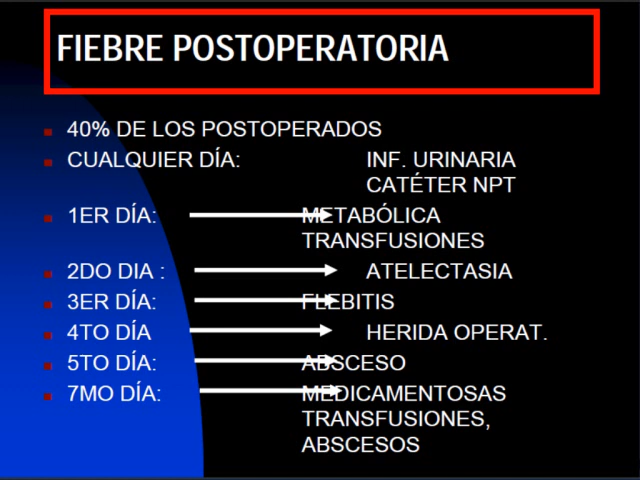 FIEBRE POSTOPERATORIA
40% DE LOS POSTOPERADOS
CUALQUIER DÍA: INF. URINARIA
CATÉTER NPT
1ER DÍA: METABÓLICA
TRANSFUSIONES
2DO DIA : ATELECTASIA
3ER DÍA: FLEBITIS
4TO DÍA HERIDA OPERAT.
5TO DÍA: ABSCESO
7MO DÍA: MEDICAMENTOSAS
TRANSFUSIONES,
ABSCESOS